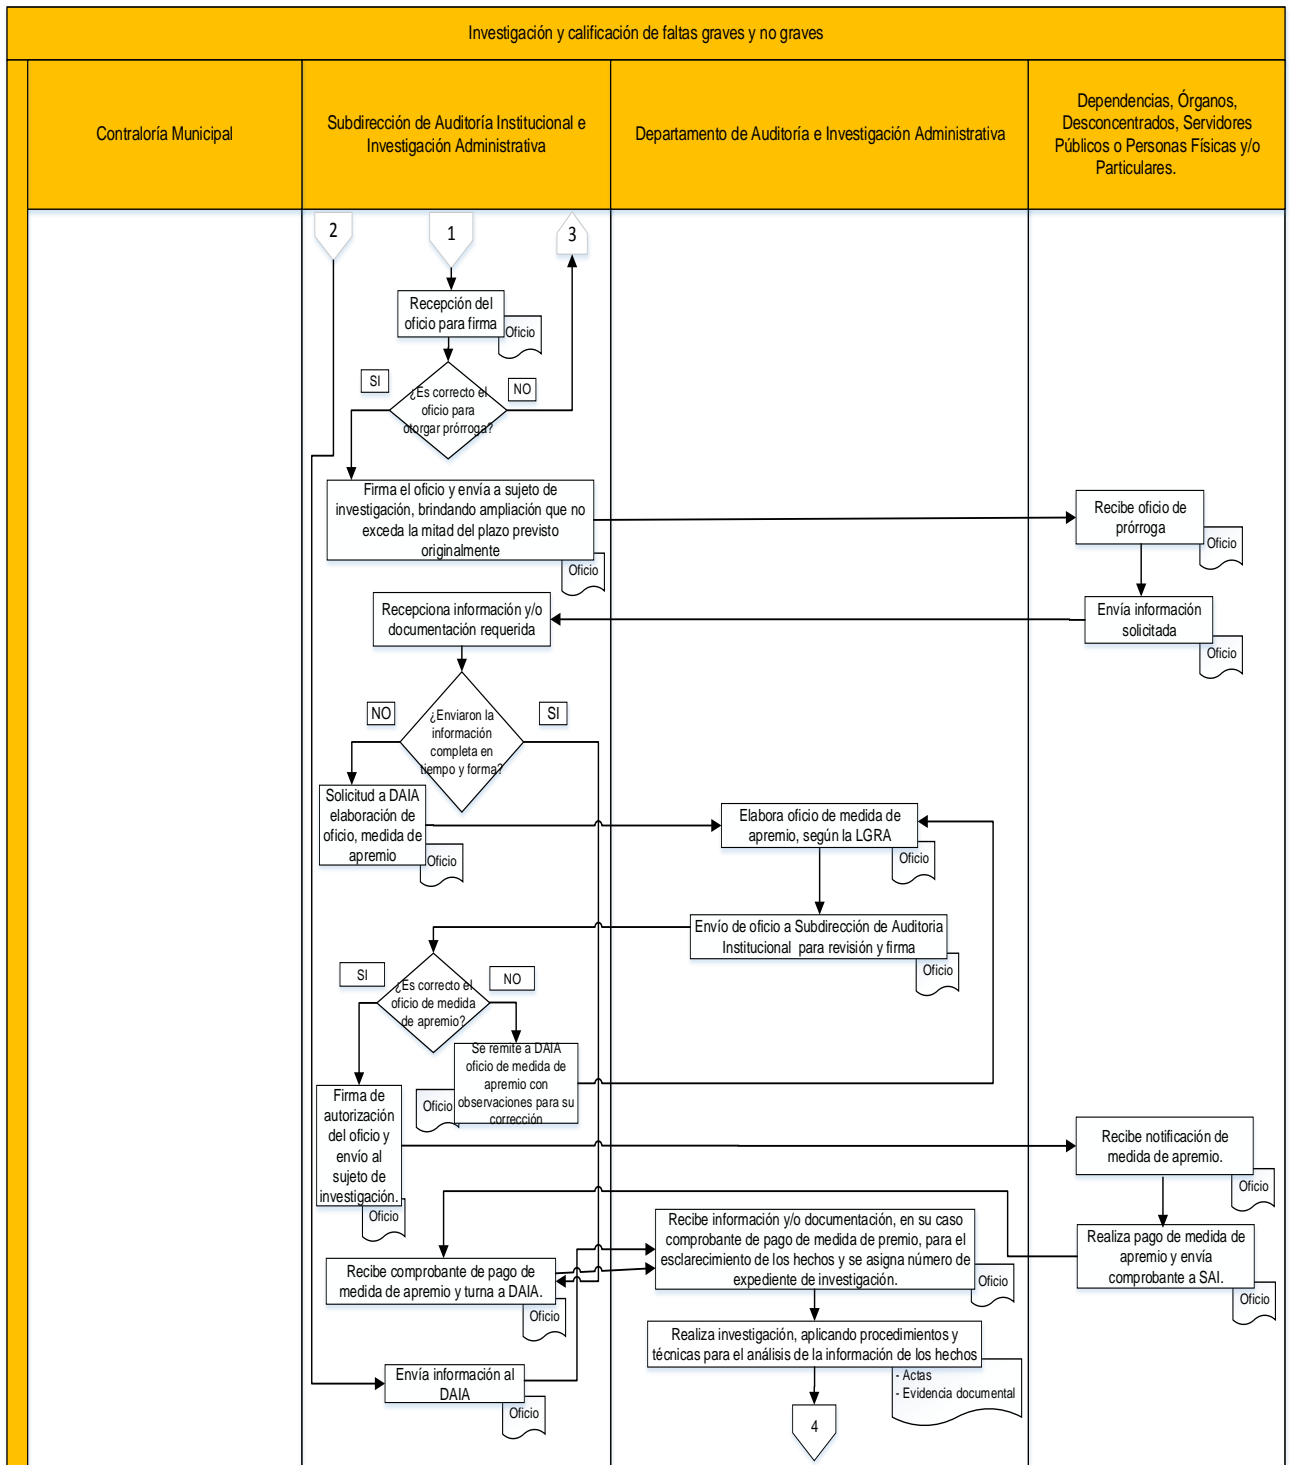 Investigación y calificación de faltas graves y no graves
Contraloría Municipal
Subdirección de Auditoría Institucional e
Investigación Administrativa
Departamento de Auditoría e Investigación Administrativa
Dependencias, Órganos,
Desconcentrados, Servidores
Públicos o Personas Físicas y/o
Particulares.
2
1
3
Recepción del
oficio para firma
Oficio
SI
NO
¿Es correcto el
oficio para
otorgar prórroga?
Firma el oficio y envía a sujeto de
investigación, brindando ampliación que no
exceda la mitad del plazo previsto
originalmente
Oficio
Recibe oficio de
prórroga
Oficio
Recepciona información y/o
documentación requerida
Envía información
solicitada
Oficio
NO
SI
¿Enviaron la
información
completa en
tiempo y forma?
Solicitud a DAIA
elaboración de
oficio, medida de
apremio
Oficio
Elabora oficio de medida de
apremio, según la LGRA
Oficio
Envío de oficio a Subdirección de Auditoria
Institucional para revisión y firma
Oficio
SI
NO
¿Es correcto el
oficio de medida
de apremio?
Se remite a DAIA
oficio de medida de
apremio con
observaciones para su
corrección
Oficio
Firma de
autorización
del oficio y
envío al
sujeto de
investigación.
Oficio
Recibe notificación de
medida de apremio.
Oficio
Recibe información y/o documentación, en su caso
comprobante de pago de medida de premio, para el
esclarecimiento de los hechos y se asigna número de
expediente de investigación.
Oficio
Realiza pago de medida de
apremio y envía
comprobante a SAI.
Oficio
Recibe comprobante de pago de
medida de apremio y turna a DAIA.
Oficio
Realiza investigación, aplicando procedimientos y
técnicas para el análisis de la información de los hechos
- Actas
- Evidencia documental
Envía información al
DAIA
Oficio
4